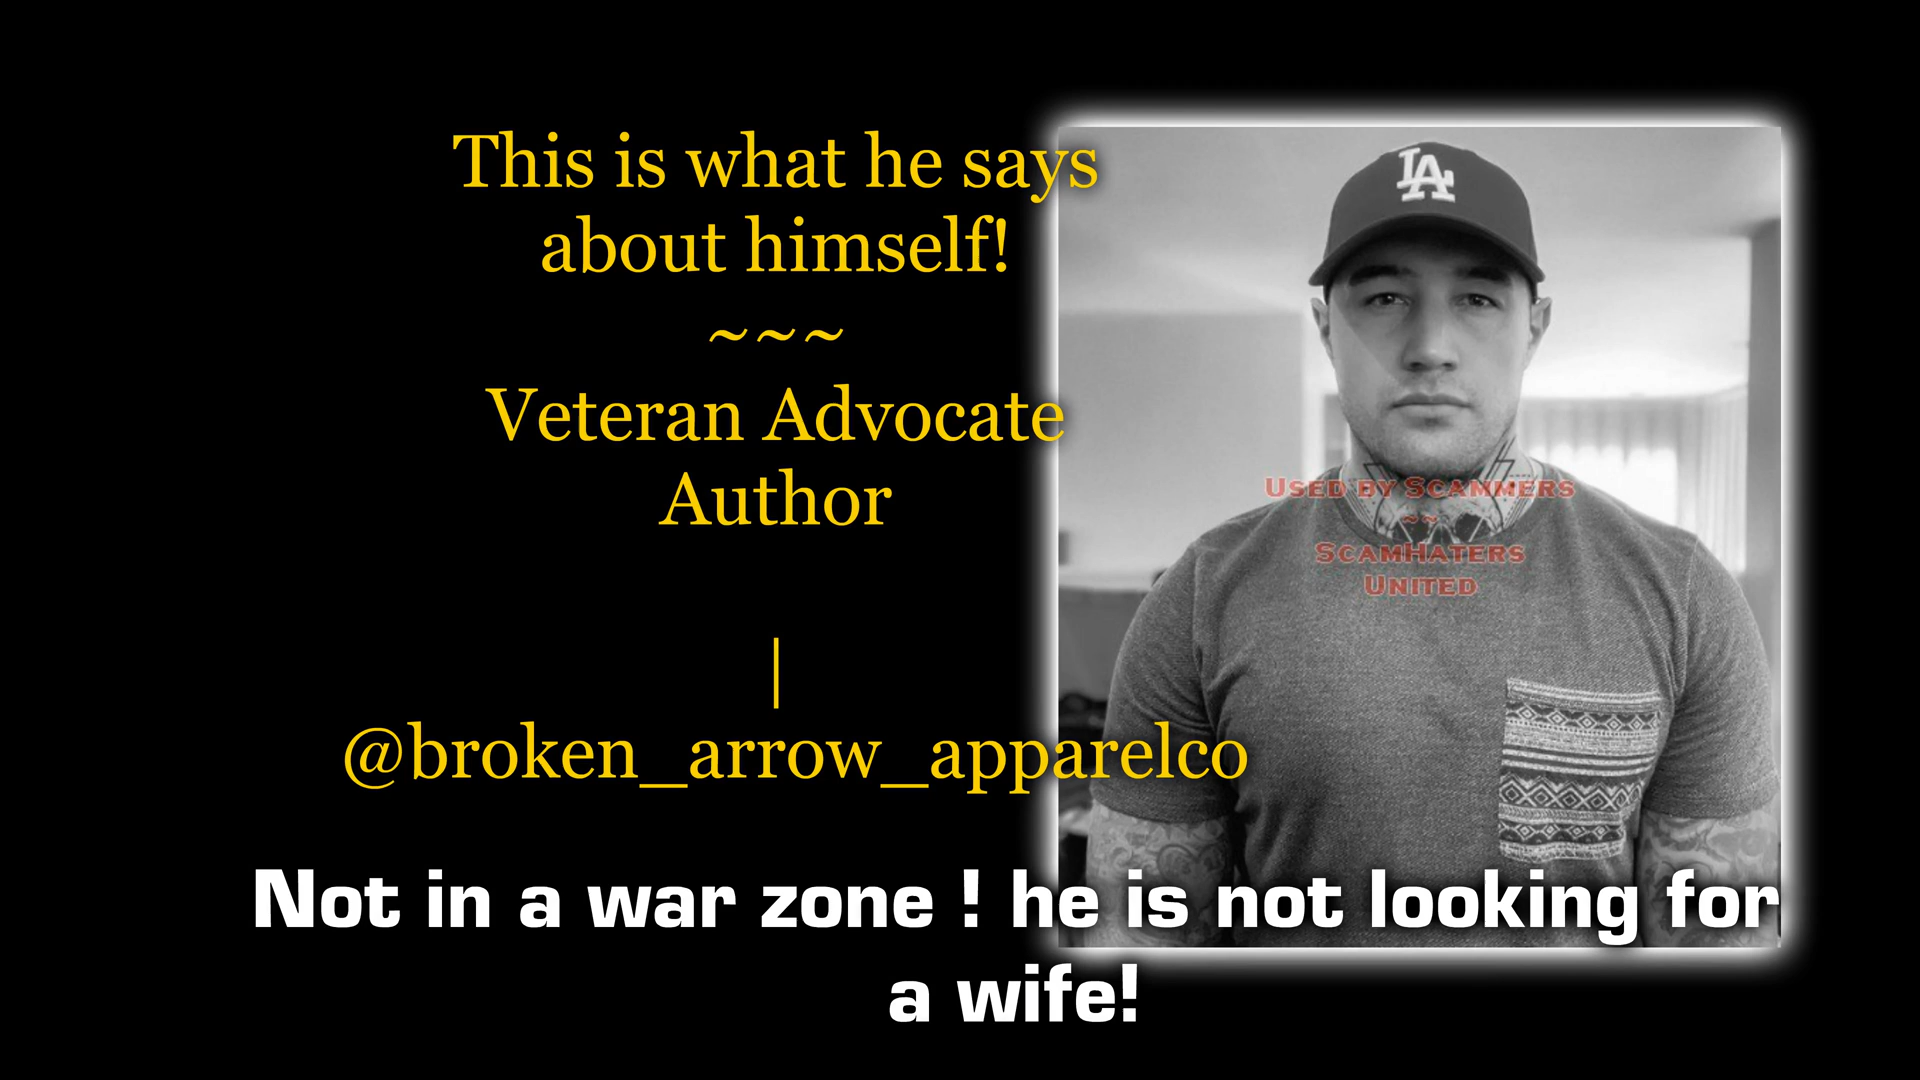 This is what he says
about himself!
~~~
Veteran Advocate
Author
|
@broken_arrow_apparelco
LA
Used by Scammers
~~
ScamHaters
United
Not in a war zone ! he is not looking for
a wife!